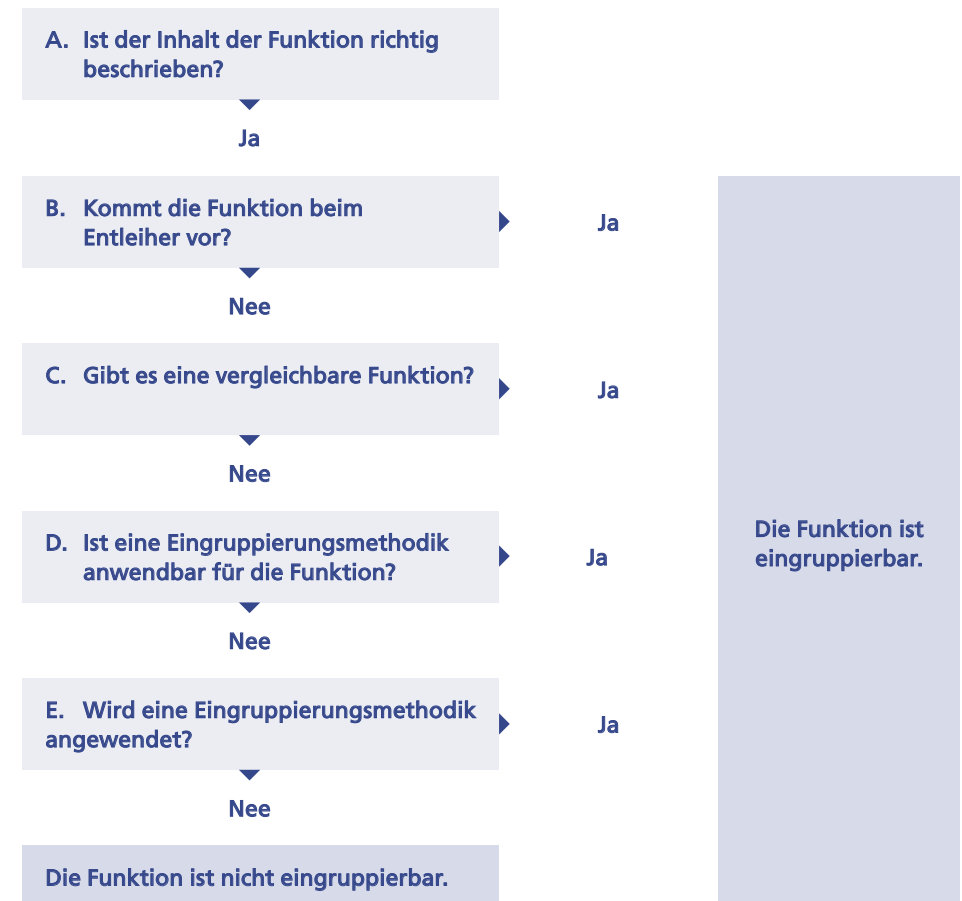 A. Ist der Inhalt der Funktion richtig
beschrieben?
Ja
B. Kommt die Funktion beim
Entleiher vor?
Ja
Nee
C. Gibt es eine vergleichbare Funktion?
Ja
Nee
D. Ist eine Eingruppierungsmethodik
anwendbar für die Funktion?
Ja
Nee
E. Wird eine Eingruppierungsmethodik
angewendet?
Ja
Nee
Die Funktion ist nicht eingruppierbar.
Die Funktion ist
eingruppierbar.